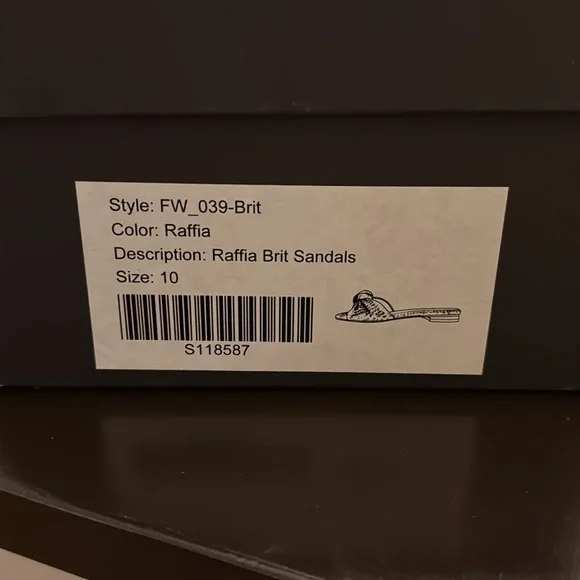 Style: FW_039-Brit
Color: Raffia
Description: Raffia Brit Sandals
Size: 10
S118587